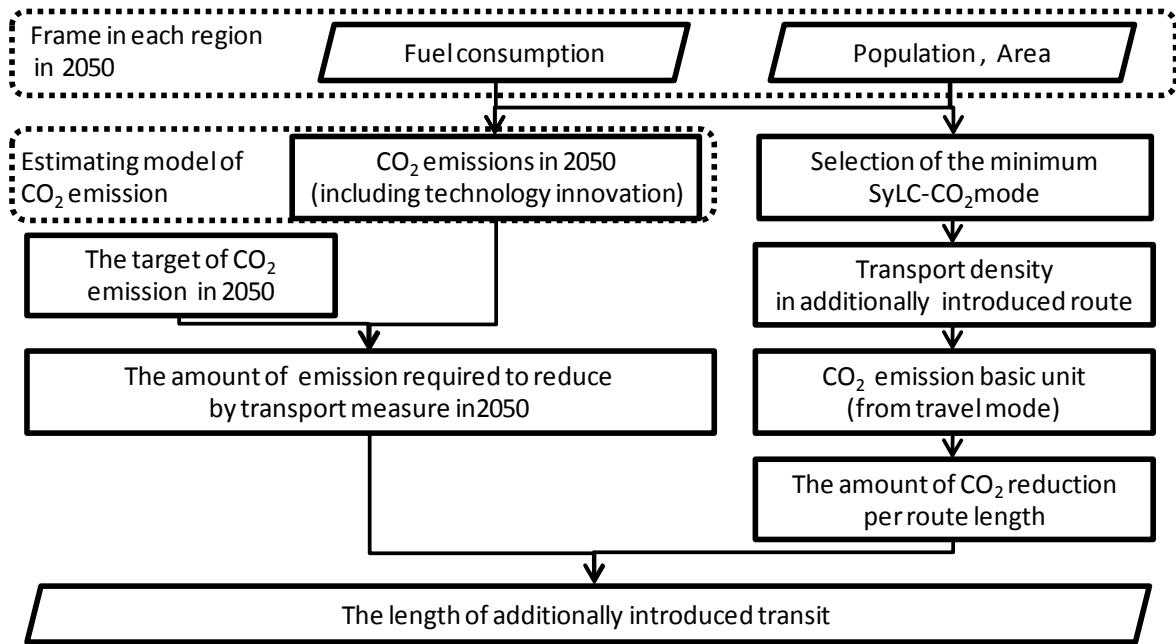 Frame in each region
in 2050
Fuel consumption
Population , Area
Estimating model of
CO₂ emission
CO₂ emissions in 2050
(including technology innovation)
Selection of the minimum
SyLC-CO₂mode
The target of CO₂
emission in 2050
Transport density
in additionally introduced route
The amount of emission required to reduce
by transport measure in2050
CO₂ emission basic unit
(from travel mode)
The amount of CO₂ reduction
per route length
The length of additionally introduced transit